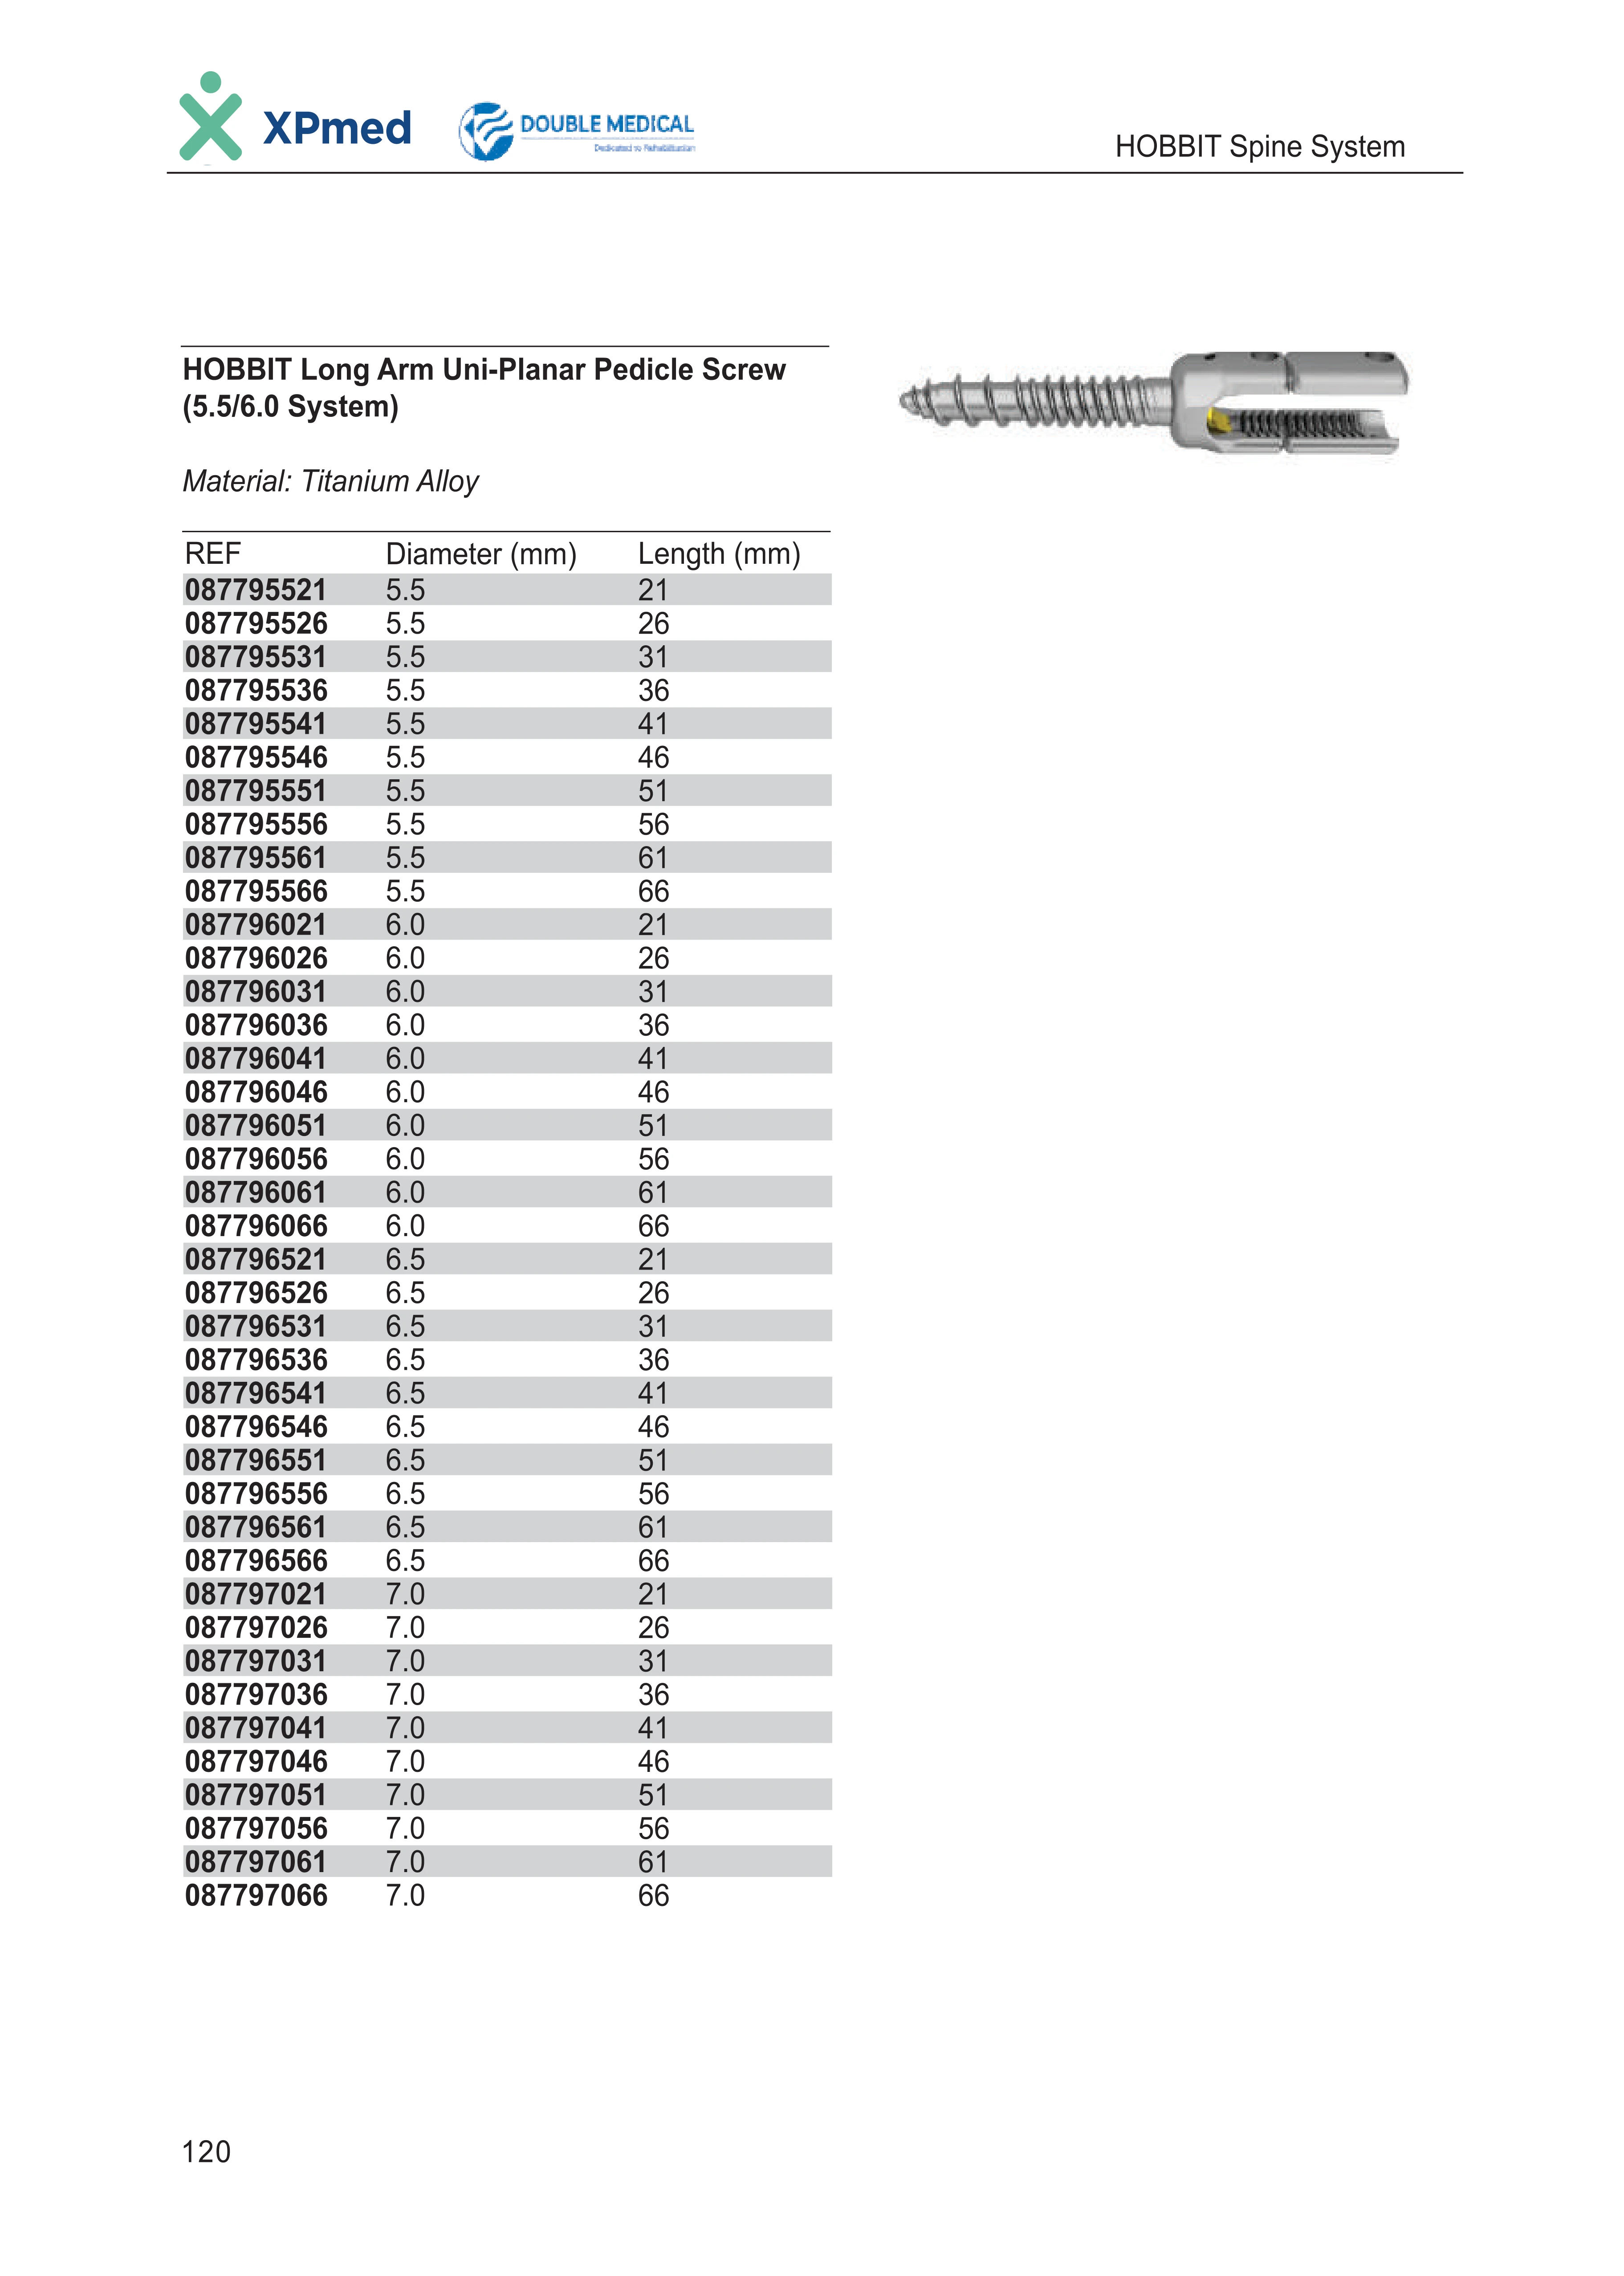 XPmed
DOUBLE MEDICAL
Dedicated to Rehabilitation
HOBBIT Spine System
HOBBIT Long Arm Uni-Planar Pedicle Screw
(5.5/6.0 System)
Material: Titanium Alloy
REF Diameter (mm) Length (mm)
087795521 5.5 21
087795526 5.5 26
087795531 5.5 31
087795536 5.5 36
087795541 5.5 41
087795546 5.5 46
087795551 5.5 51
087795556 5.5 56
087795561 5.5 61
087795566 5.5 66
087796021 6.0 21
087796026 6.0 26
087796031 6.0 31
087796036 6.0 36
087796041 6.0 41
087796046 6.0 46
087796051 6.0 51
087796056 6.0 56
087796061 6.0 61
087796066 6.0 66
087796521 6.5 21
087796526 6.5 26
087796531 6.5 31
087796536 6.5 36
087796541 6.5 41
087796546 6.5 46
087796551 6.5 51
087796556 6.5 56
087796561 6.5 61
087796566 6.5 66
087797021 7.0 21
087797026 7.0 26
087797031 7.0 31
087797036 7.0 36
087797041 7.0 41
087797046 7.0 46
087797051 7.0 51
087797056 7.0 56
087797061 7.0 61
087797066 7.0 66
120